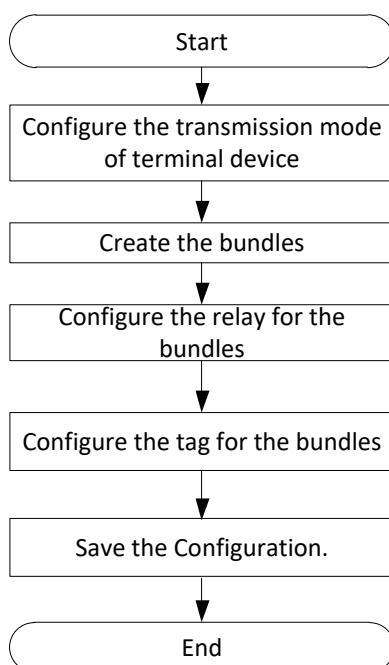 Start
Configure the transmission mode
of terminal device
Create the bundles
Configure the relay for the
bundles
Configure the tag for the bundles
Save the Configuration.
End